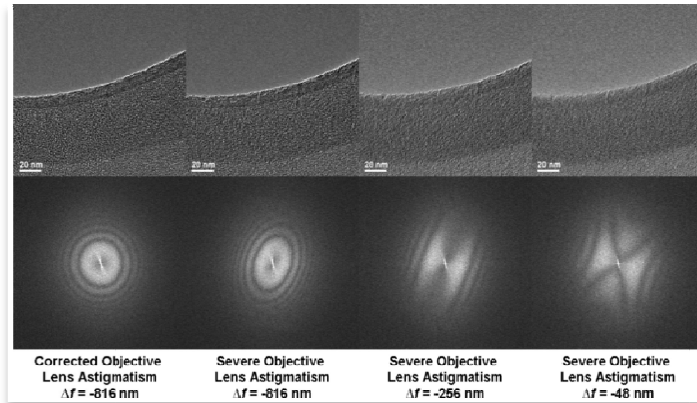 20 nm
20 nm
20 nm
20 nm
Corrected Objective
Lens Astigmatism
Δf = -816 nm
Severe Objective
Lens Astigmatism
Δf = -816 nm
Severe Objective
Lens Astigmatism
Δf = -256 nm
Severe Objective
Lens Astigmatism
Δf = -48 nm